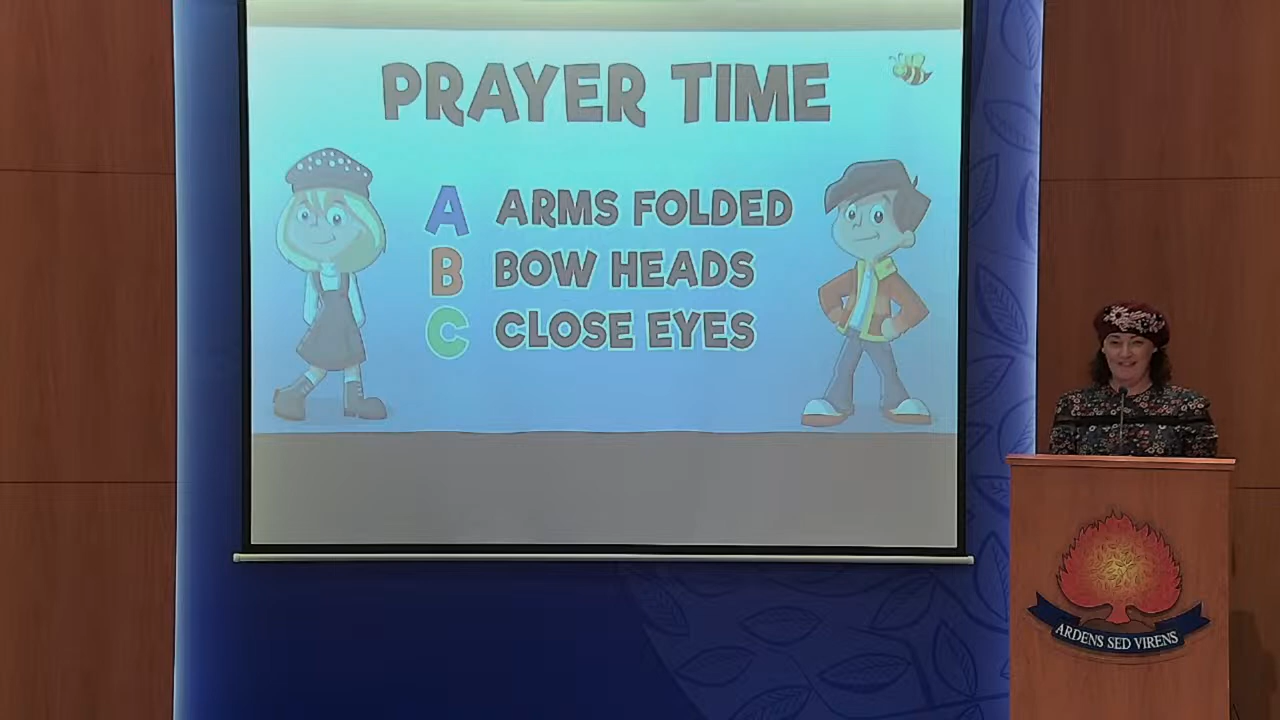 PRAYER TIME
A ARMS FOLDED
B BOW HEADS
C CLOSE EYES
ARDENS SED VIRENS